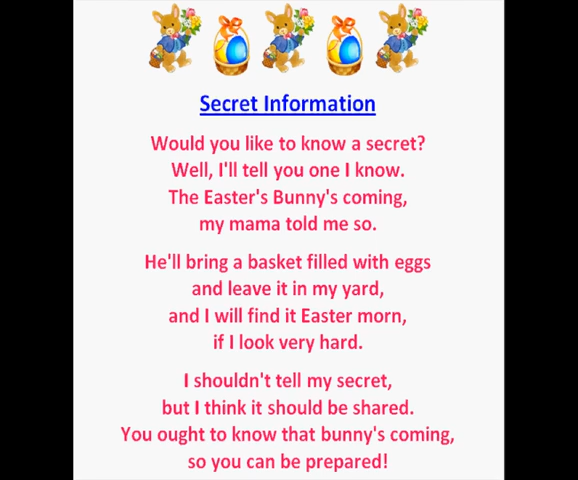 Secret Information
Would you like to know a secret?
Well, I'll tell you one I know.
The Easter's Bunny's coming,
my mama told me so.
He'll bring a basket filled with eggs
and leave it in my yard,
and I will find it Easter morn,
if I look very hard.
I shouldn't tell my secret,
but I think it should be shared.
You ought to know that bunny's coming,
so you can be prepared!